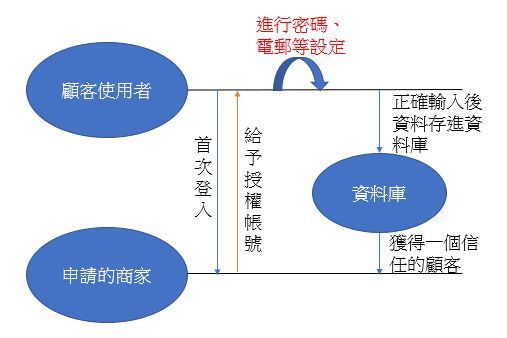 進行密碼、
電郵等設定
顧客使用者
正確輸入後
資料存進資
料庫
首次登入
給予授權帳號
資料庫
獲得一個信
任的顧客
申請的商家